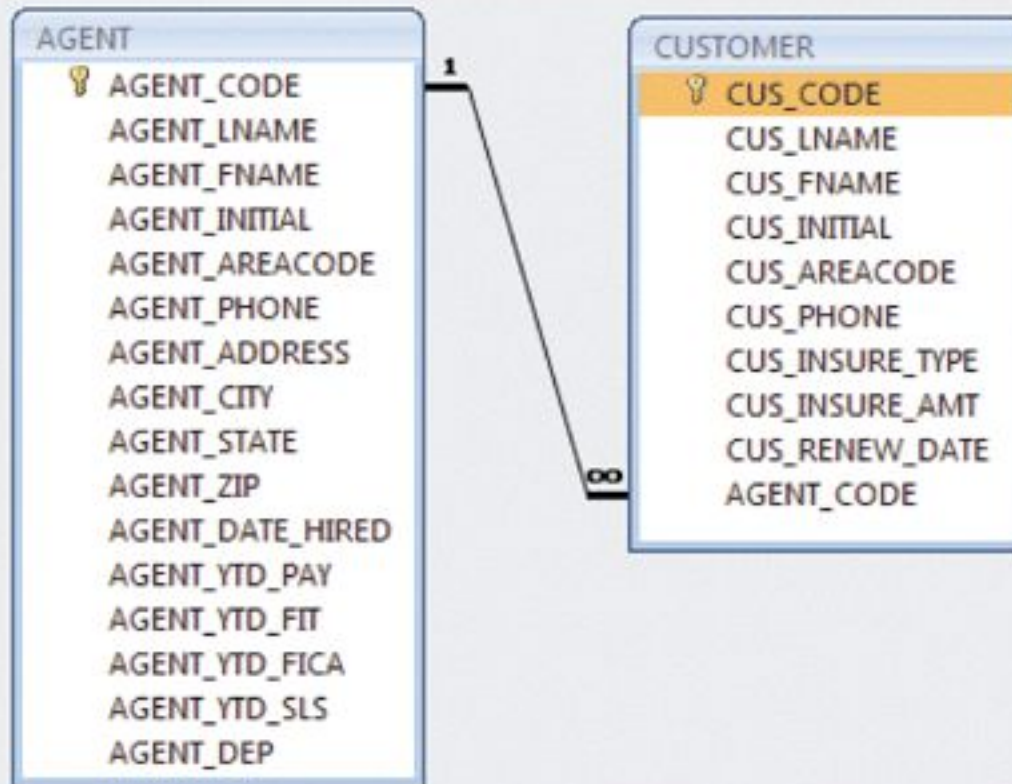 AGENT
AGENT_CODE
AGENT_LNAME
AGENT_FNAME
AGENT_INITIAL
AGENT_AREACODE
AGENT_PHONE
AGENT_ADDRESS
AGENT_CITY
AGENT_STATE
AGENT_ZIP
AGENT_DATE_HIRED
AGENT_YTD_PAY
AGENT_YTD_FIT
AGENT_YTD_FICA
AGENT_YTD_SLS
AGENT_DEP
1
∞
CUSTOMER
CUS_CODE
CUS_LNAME
CUS_FNAME
CUS_INITIAL
CUS_AREACODE
CUS_PHONE
CUS_INSURE_TYPE
CUS_INSURE_AMT
CUS_RENEW_DATE
AGENT_CODE